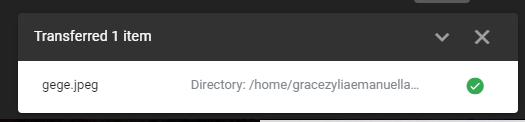 Transferred 1 item
gege.jpeg Directory: /home/gracezyliaemanuella...